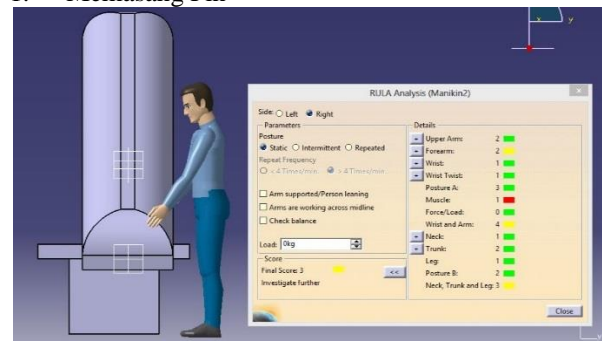 Memasang Pin
x y
RULA Analysis (Manikin2)
Side: Left Right
Parameters
Posture
Static Intermittent Repeated
Repeat Frequency
< 4 Times/min. > 4 Times/min.
Arm supported/Person leaning
Arms are working across midline
Check balance
Load: 0kg
Score
Final Score: 3
Investigate further
<<
Details
Upper Arm: 2
Forearm: 2
Wrist: 1
Wrist Twist: 1
Posture A: 3
Muscle: 1
Force/Load: 0
Wrist and Arm: 4
Neck: 1
Trunk: 2
Leg: 1
Posture B: 2
Neck, Trunk and Leg: 3
Close